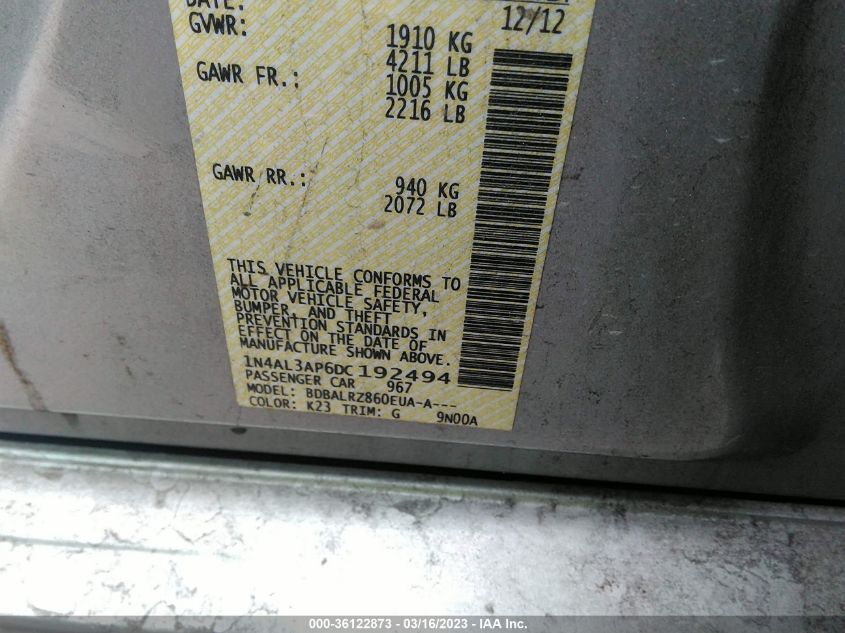 DATE:
12/12
GVWR: 1910 KG
4211 LB
GAWR FR.: 1005 KG
2216 LB
GAWR RR.: 940 KG
2072 LB
THIS VEHICLE CONFORMS TO
ALL APPLICABLE FEDERAL
MOTOR VEHICLE SAFETY,
BUMPER, AND THEFT
PREVENTION STANDARDS IN
EFFECT ON THE DATE OF
MANUFACTURE SHOWN ABOVE.
1N4AL3AP6DC 192494
PASSENGER CAR 967
MODEL: BDBALRZ860EUA-A---
COLOR: K23 TRIM: G 9N00A
000-36122873 — 03/16/2023 — IAA Inc.